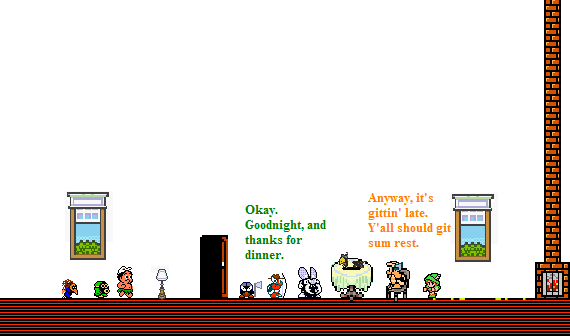 Okay.
Goodnight, and
thanks for
dinner.
Anyway, it's
gittin' late.
Y'all should git
sum rest.